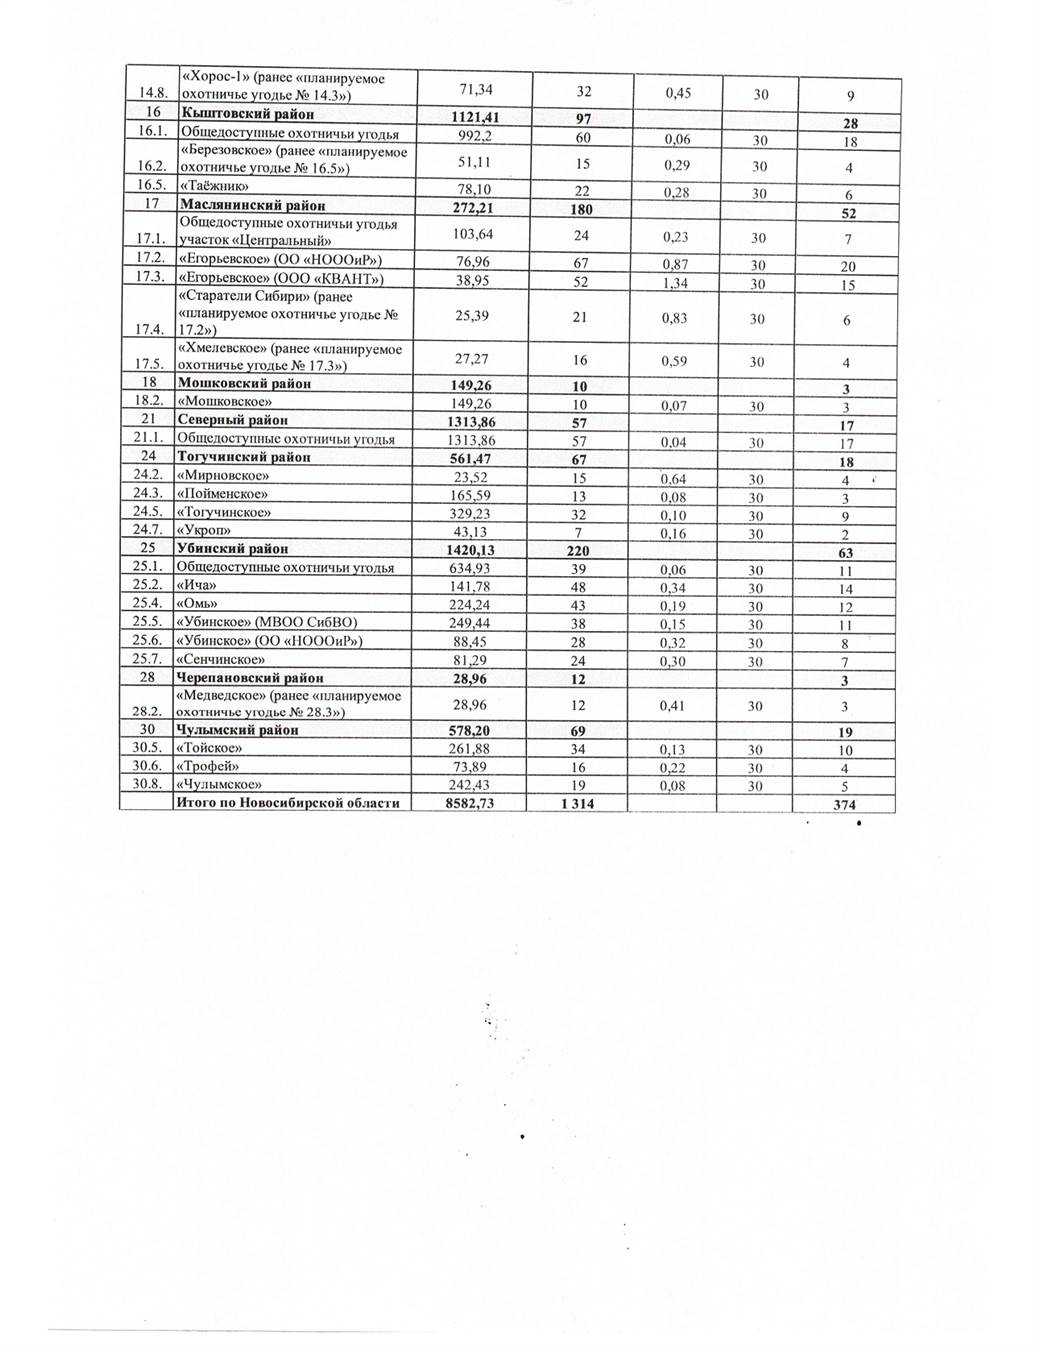 «Хорос-1» (ранее «планируемое
14.8. охотничье угодье № 14.3») 71,34 32 0,45 30 9
16 Кыштовский район 1121,41 97 28
16.1. Общедоступные охотничьи угодья 992,2 60 0,06 30 18
«Березовское» (ранее «планируемое
16.2. охотничье угодье № 16.5») 51,11 15 0,29 30 4
16.5. «Таёжник» 78,10 22 0,28 30 6
17 Маслянинский район 272,21 180 52
Общедоступные охотничьи угодья
17.1. участок «Центральный» 103,64 24 0,23 30 7
17.2. «Егорьевское» (ОО «НОООиР») 76,96 67 0,87 30 20
17.3. «Егорьевское» (ООО «КВАНТ») 38,95 52 1,34 30 15
«Старатели Сибири» (ранее
«планируемое охотничье угодье № 25,39 21 0,83 30 6
17.4. 17.2»)
«Хмелевское» (ранее «планируемое
17.5. охотничье угодье № 17.3») 27,27 16 0,59 30 4
18 Мошковский район 149,26 10 3
18.2. «Мошковское» 149,26 10 0,07 30 3
21 Северный район 1313,86 57 17
21.1. Общедоступные охотничьи угодья 1313,86 57 0,04 30 17
24 Тогучинский район 561,47 67 18
24.2. «Мирновское» 23,52 15 0,64 30 4
24.3. «Пойменское» 165,59 13 0,08 30 3
24.5. «Тогучинское» 329,23 32 0,10 30 9
24.7. «Укроп» 43,13 7 0,16 30 2
25 Убинский район 1420,13 220 63
25.1. Общедоступные охотничьи угодья 634,93 39 0,06 30 11
25.2. «Ича» 141,78 48 0,34 30 14
25.4. «Омь» 224,24 43 0,19 30 12
25.5. «Убинское» (МВОО СибВО) 249,44 38 0,15 30 11
25.6. «Убинское» (ОО «НОООиР») 88,45 28 0,32 30 8
25.7. «Сенчинское» 81,29 24 0,30 30 7
28 Черепановский район 28,96 12 3
«Медведское» (ранее «планируемое
28.2. охотничье угодье № 28.3») 28,96 12 0,41 30 3
30 Чулымский район 578,20 69 19
30.5. «Тойское» 261,88 34 0,13 30 10
30.6. «Трофей» 73,89 16 0,22 30 4
30.8. «Чулымское» 242,43 19 0,08 30 5
Итого по Новосибирской области 8582,73 1 314 374